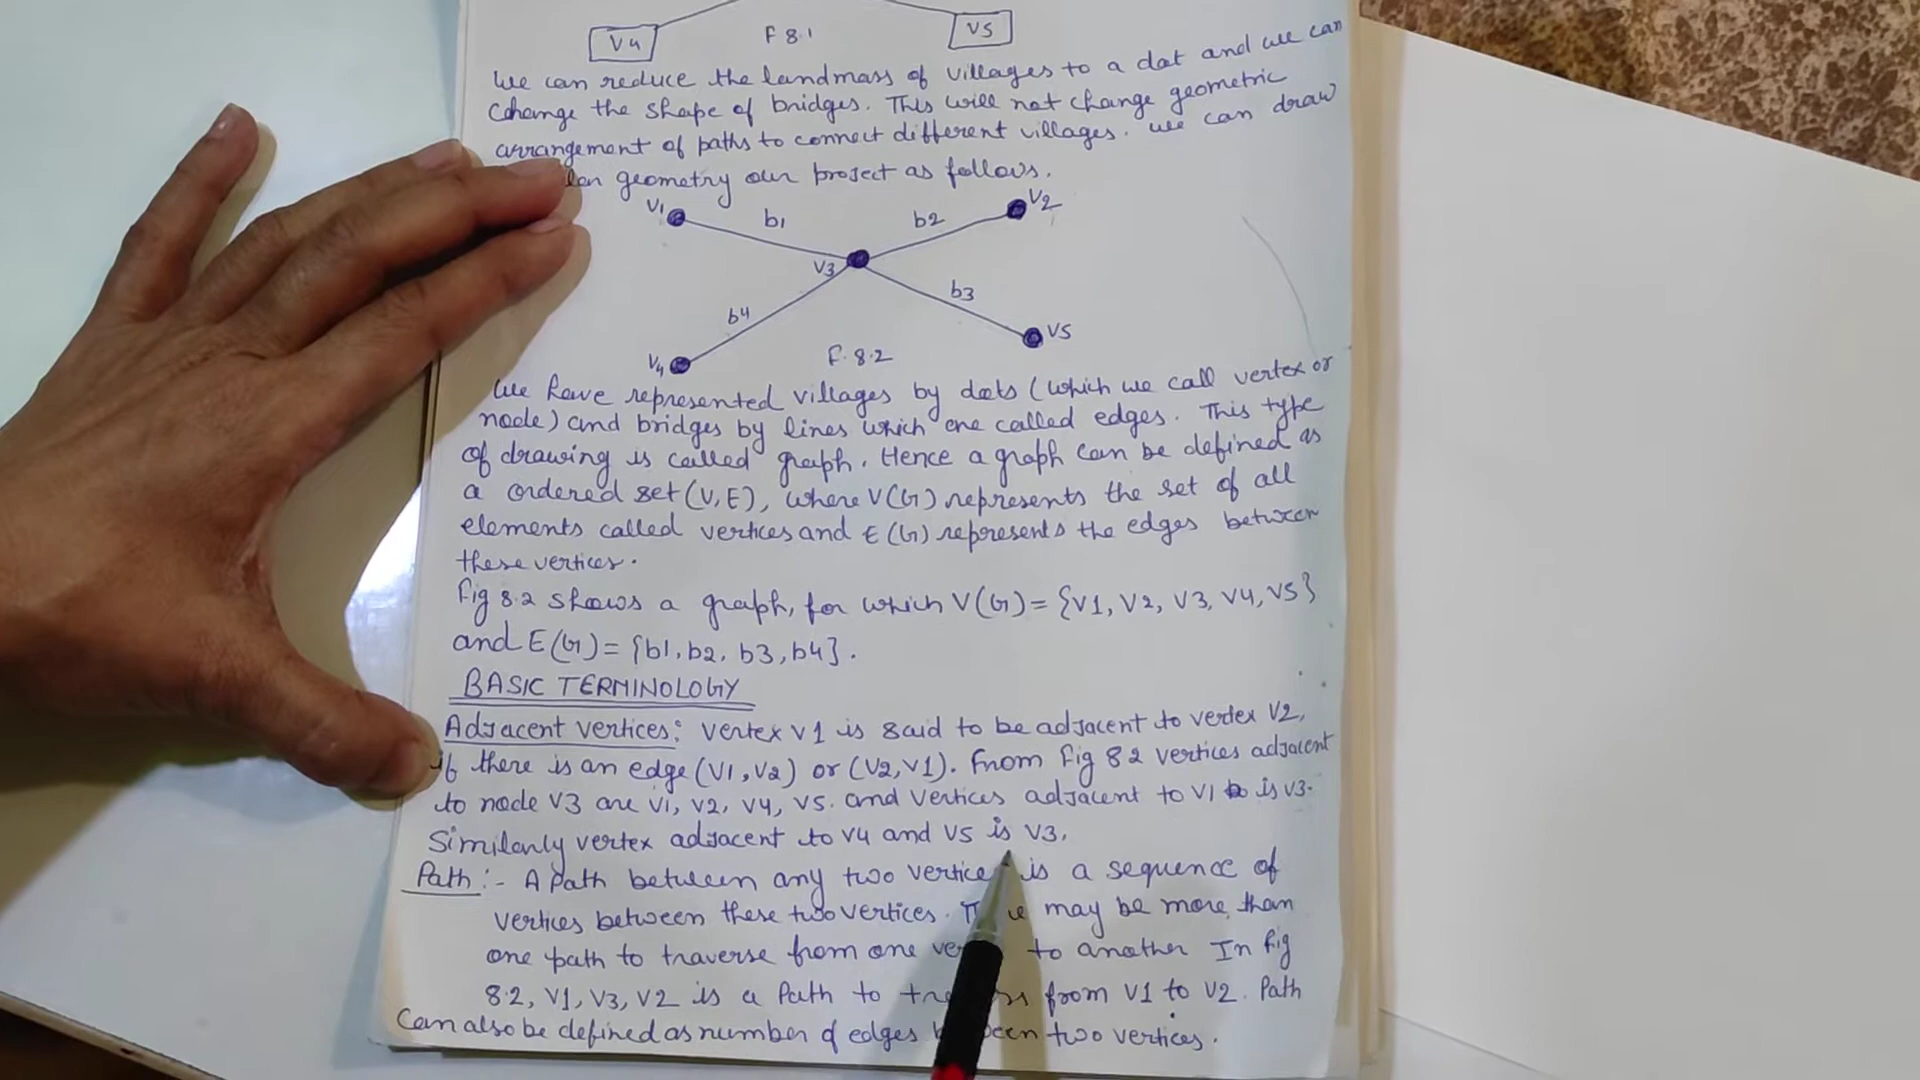 V4 F 8.1 V5
We can reduce the landmass of villages to a dot and we can
change the shape of bridges. This will not change geometric
arrangement of paths to connect different villages. We can draw
geometry our project as follows.
V1 b1 b2 V2
V3
b4 b3
V4 F. 8.2 V5
We have represented villages by dots (which we call vertex or
node) and bridges by lines which are called edges. This type
of drawing is called graph. Hence a graph can be defined as
a ordered set (V, E), where V(G) represents the set of all
elements called vertices and E(G) represents the edges between
these vertices.
Fig 8.2 shows a graph, for which V(G) = {V1, V2, V3, V4, V5}
and E(G) = {b1, b2, b3, b4}.
BASIC TERMINOLOGY
Adjacent vertices: Vertex V1 is said to be adjacent to vertex V2,
if there is an edge (V1, V2) or (V2, V1). From Fig 8 2 vertices adjacent
to node V3 are V1, V2, V4, V5. and vertices adjacent to V1 is V3.
Similarly vertex adjacent to V4 and V5 is V3.
Path :- A Path between any two vertices is a sequence of
vertices between these two vertices. may be more than
one path to traverse from one to another In fig
8.2, V1, V3, V2 is a Path to from V1 to V2. Path
Can also be defined as number of edges between two vertices.